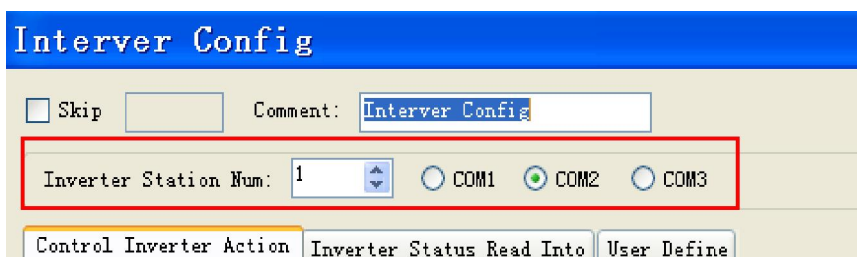 Interver Config
Skip Comment: Interver Config
Inverter Station Num: 1 COM1 COM2 COM3
Control Inverter Action Inverter Status Read Into User Define